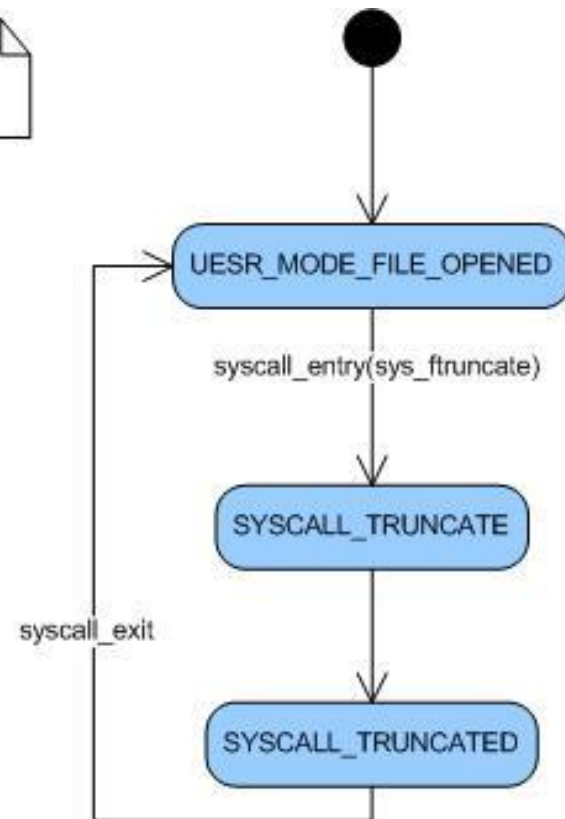 UESR_MODE_FILE_OPENED
syscall_entry(sys_ftruncate)
SYSCALL_TRUNCATE
syscall_exit
SYSCALL_TRUNCATED